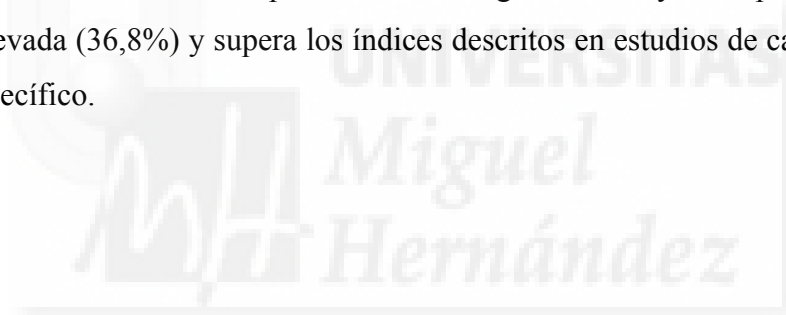 evada (36,8%) y supera los índices descritos en estudios de ca
ecífico.
UNIVERSITAS
Miguel
Hernández